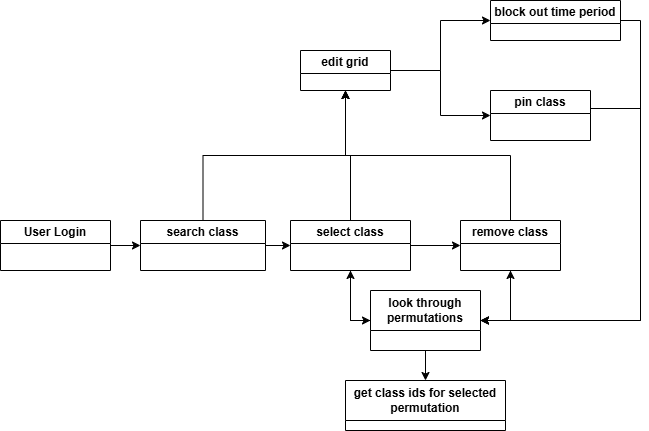 block out time period
edit grid
pin class
User Login
search class
select class
remove class
look through
permutations
get class ids for selected
permutation